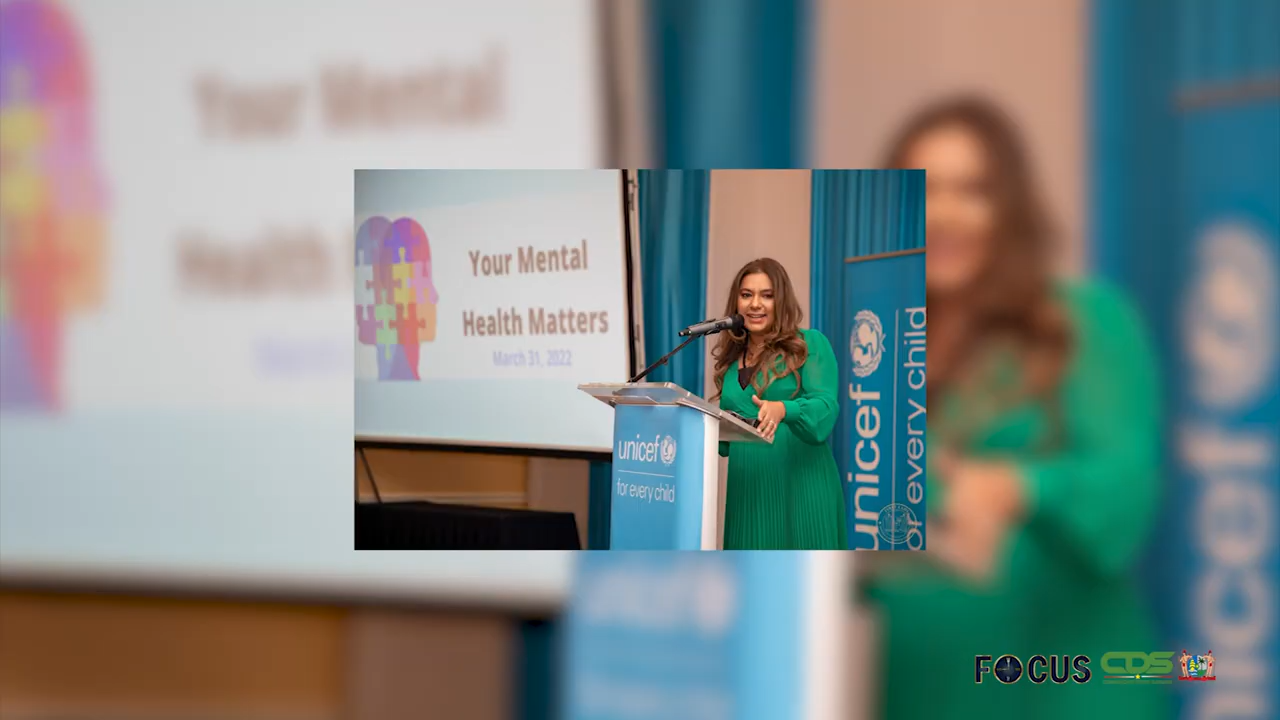 Your Mental
Health Matters
March 31, 2022
unicef
for every child
unicef
for every child
FOCUS
CDS